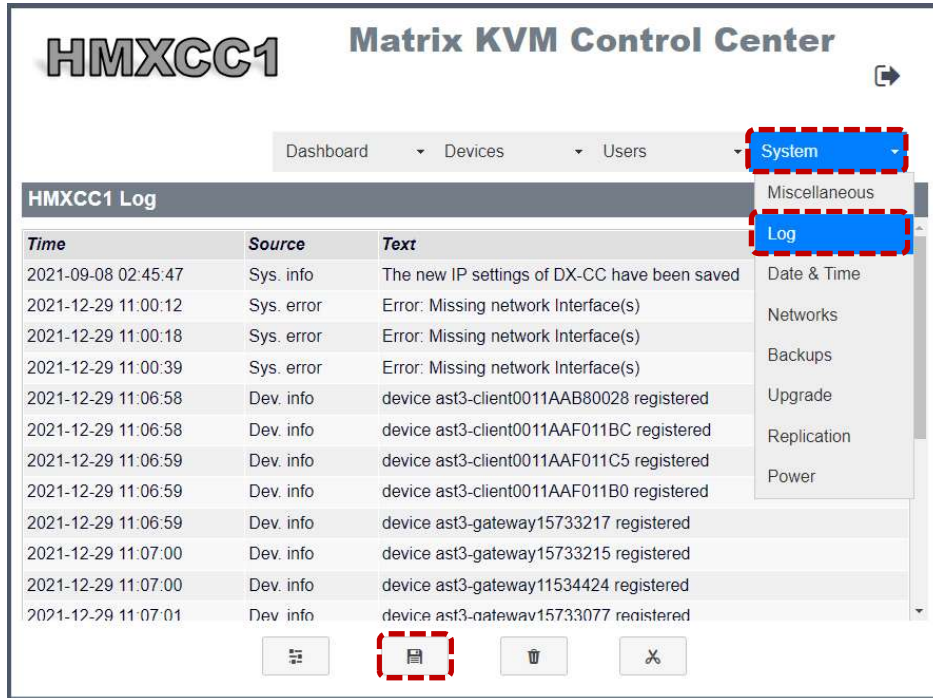 HMXCC1
Matrix KVM Control Center
Dashboard Devices Users System
HMXCC1 Log
Miscellaneous
Log
Date & Time
Networks
Backups
Upgrade
Replication
Power
Time Source Text
2021-09-08 02:45:47 Sys. info The new IP settings of DX-CC have been saved
2021-12-29 11:00:12 Sys. error Error: Missing network Interface(s)
2021-12-29 11:00:18 Sys. error Error: Missing network Interface(s)
2021-12-29 11:00:39 Sys. error Error: Missing network Interface(s)
2021-12-29 11:06:58 Dev. info device ast3-client0011AAB80028 registered
2021-12-29 11:06:58 Dev. info device ast3-client0011AAF011BC registered
2021-12-29 11:06:59 Dev. info device ast3-client0011AAF011C5 registered
2021-12-29 11:06:59 Dev. info device ast3-client0011AAF011B0 registered
2021-12-29 11:06:59 Dev. info device ast3-gateway15733217 registered
2021-12-29 11:07:00 Dev. info device ast3-gateway15733215 registered
2021-12-29 11:07:00 Dev. info device ast3-gateway11534424 registered
2021-12-29 11:07:01 Dev. info device ast3-gateway15733077 registered